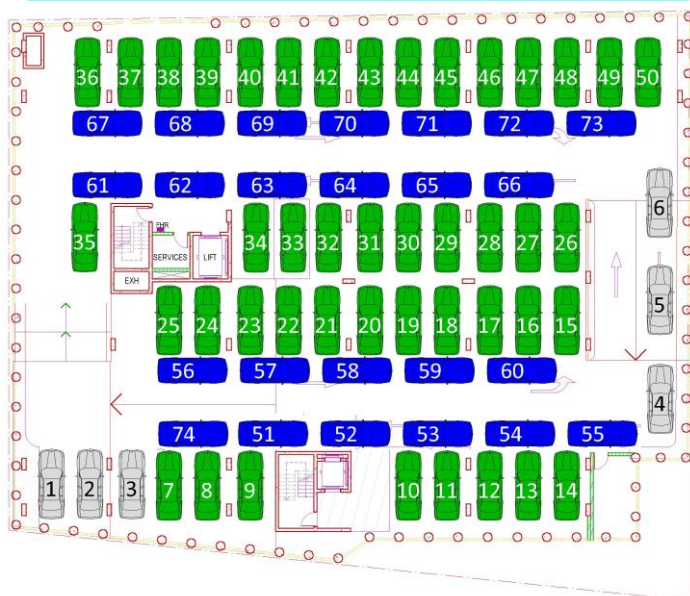 36 37 38 39 40 41 42 43 44 45 46 47 48 49 50
67 68 69 70 71 72 73
61 62 63 64 65 66
6
FHR
35 34 33 32 31 30 29 28 27 26
SERVICES LIFT
EXH
5
25 24 23 22 21 20 19 18 17 16 15
56 57 58 59 60
4
74 51 52 53 54 55
1 2 3 7 8 9 10 11 12 13 14